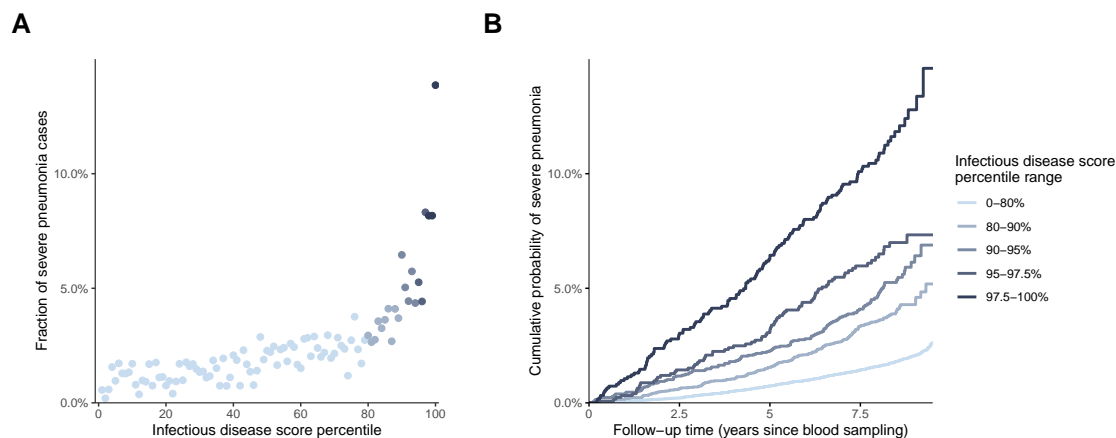 A
Fraction of severe pneumonia cases
10.0%
5.0%
0.0%
0
20
40
60
80
100
Infectious disease score percentile
B
Cumulative probability of severe pneumonia
10.0%
5.0%
0.0%
0
2.5
5
7.5
Follow−up time (years since blood sampling)
Infectious disease score
percentile range
0−80%
80−90%
90−95%
95−97.5%
97.5−100%